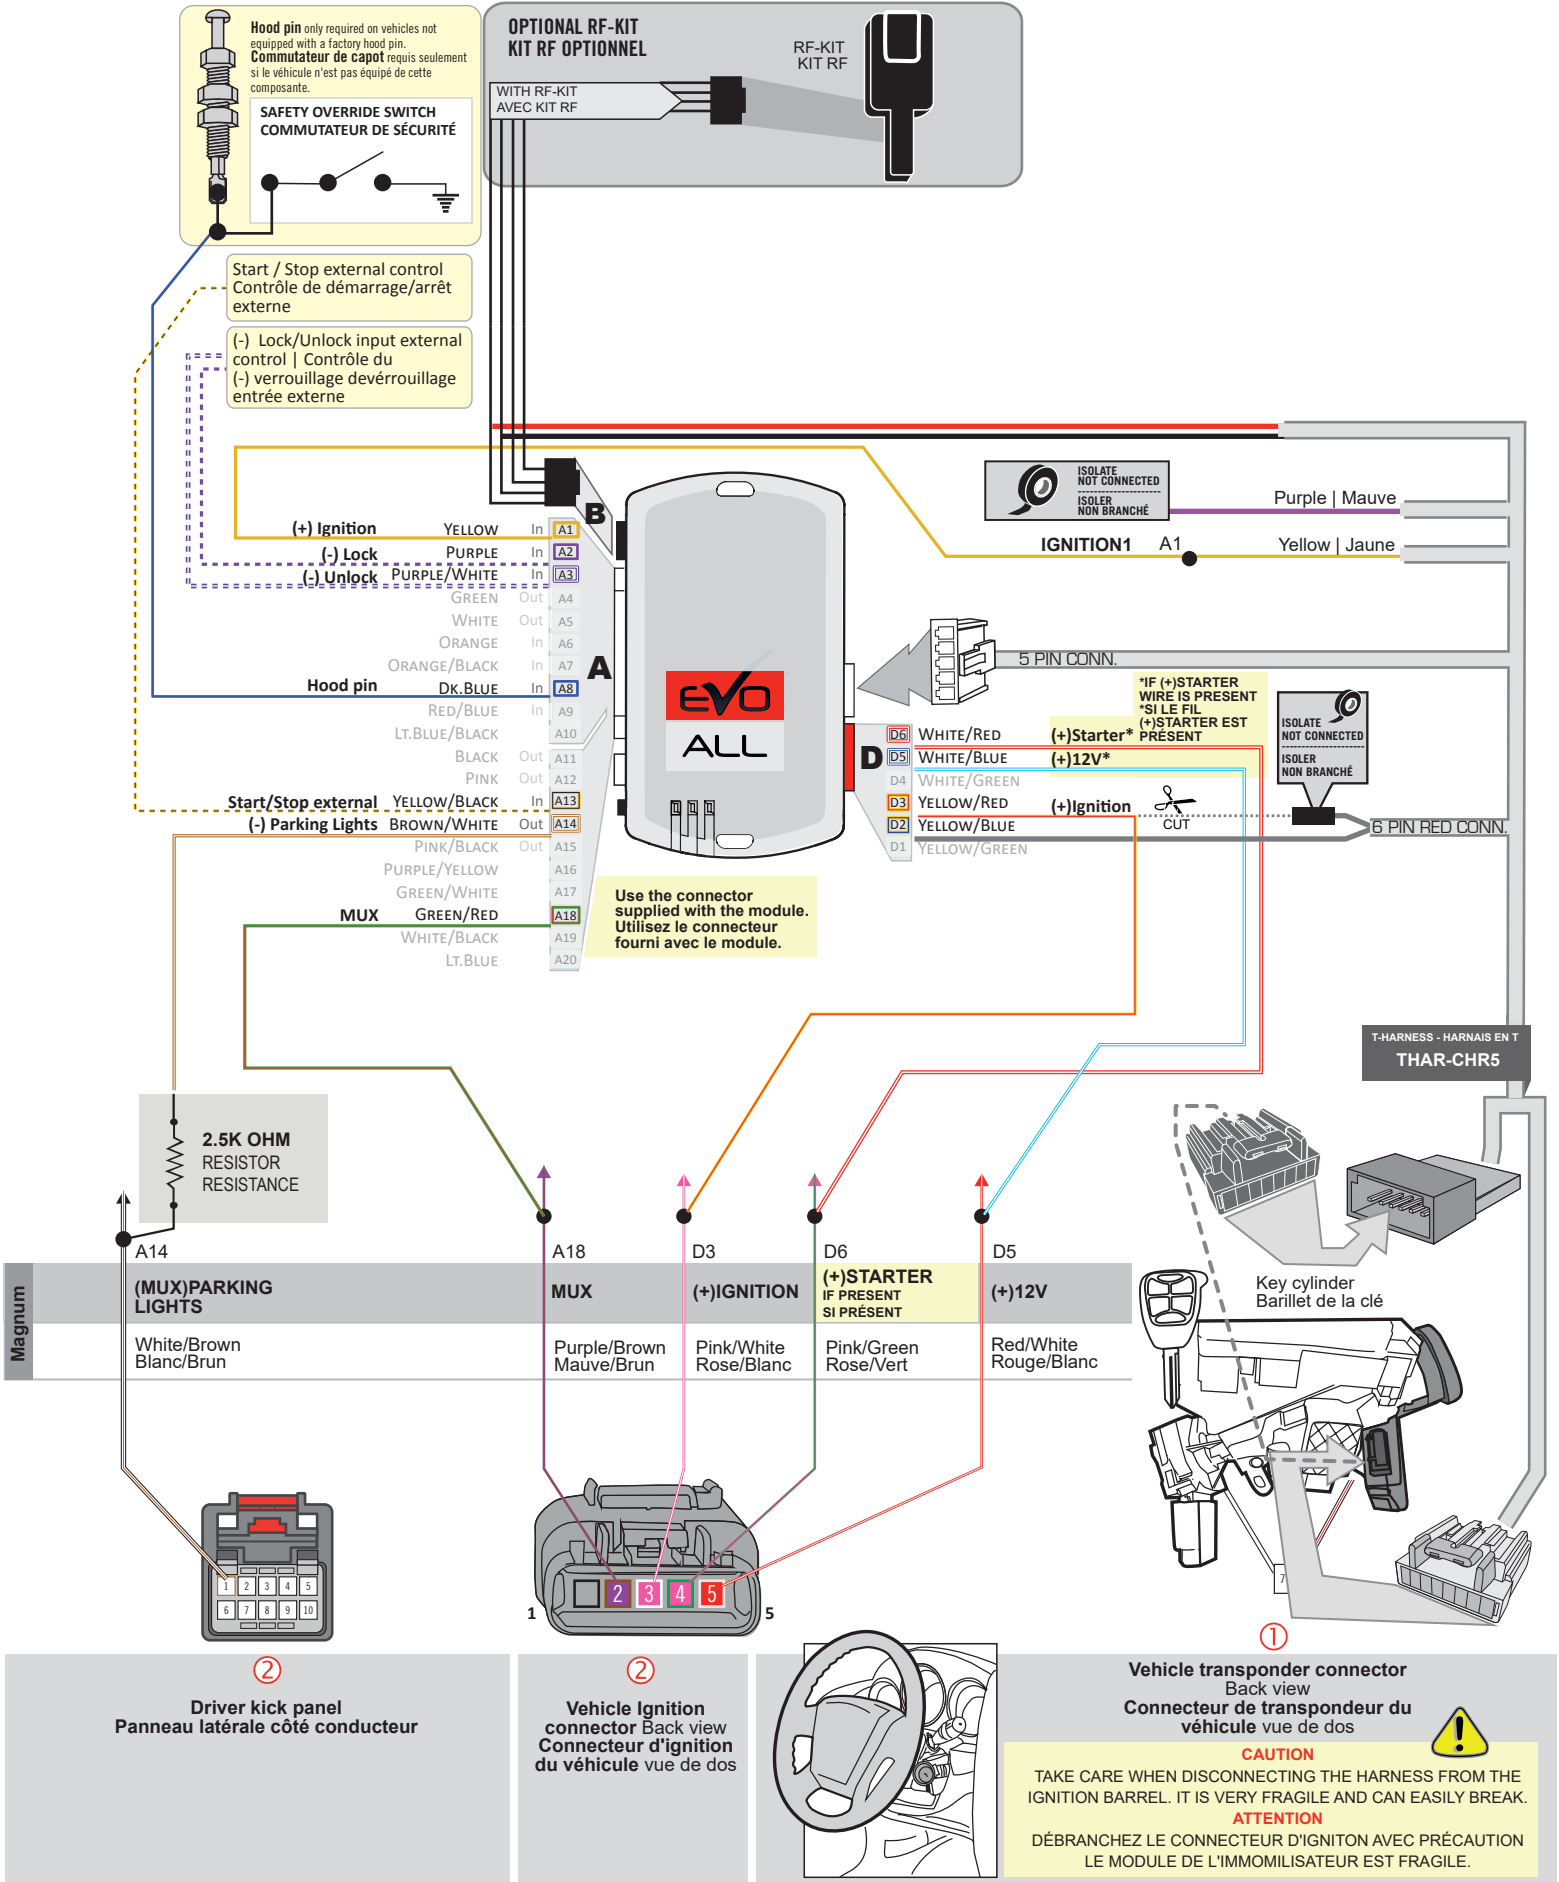 Hood pin only required on vehicles not
equipped with a factory hood pin.
Commutateur de capot requis seulement
si le véhicule n'est pas équipé de cette
composante.
SAFETY OVERRIDE SWITCH
COMMUTATEUR DE SÉCURITÉ
OPTIONAL RF-KIT
KIT RF OPTIONNEL
RF-KIT
KIT RF
WITH RF-KIT
AVEC KIT RF
Start / Stop external control
Contrôle de démarrage/arrêt
externe
(-) Lock/Unlock input external
control | Contrôle du
(-) verrouillage devérrouillage
entrée externe
ISOLATE
NOT CONNECTED
ISOLER
NON BRANCHÉ
Purple | Mauve
IGNITION1 A1 Yellow | Jaune
B
A
(+) Ignition YELLOW In A1
(-) Lock PURPLE In A2
(-) Unlock PURPLE/WHITE In A3
GREEN Out A4
WHITE Out A5
ORANGE In A6
ORANGE/BLACK In A7
Hood pin DK.BLUE In A8
RED/BLUE In A9
LT.BLUE/BLACK A10
BLACK Out A11
PINK Out A12
Start/Stop external YELLOW/BLACK In A13
(-) Parking Lights BROWN/WHITE Out A14
PINK/BLACK Out A15
PURPLE/YELLOW A16
GREEN/WHITE A17
MUX GREEN/RED A18
WHITE/BLACK A19
LT.BLUE A20
EVO
ALL
5 PIN CONN.
D
D6 WHITE/RED (+)Starter*
D5 WHITE/BLUE (+)12V*
D4 WHITE/GREEN
D3 YELLOW/RED (+)Ignition
D2 YELLOW/BLUE
D1 YELLOW/GREEN
*IF (+)STARTER
WIRE IS PRESENT
*SI LE FIL
(+)STARTER EST
PRÉSENT
CUT
ISOLATE
NOT CONNECTED
ISOLER
NON BRANCHÉ
6 PIN RED CONN.
Use the connector
supplied with the module.
Utilisez le connecteur
fourni avec le module.
T-HARNESS - HARNAIS EN T
THAR-CHR5
2.5K OHM
RESISTOR
RESISTANCE
A14
A18
D3
D6
D5
Magnum
(MUX)PARKING
LIGHTS
MUX
(+)IGNITION
(+)STARTER
IF PRESENT
SI PRÉSENT
(+)12V
White/Brown
Blanc/Brun
Purple/Brown
Mauve/Brun
Pink/White
Rose/Blanc
Pink/Green
Rose/Vert
Red/White
Rouge/Blanc
Key cylinder
Barillet de la clé
7
1 2 3 4 5
6 7 8 9 10
2 3 4 5
1
5
②
Driver kick panel
Panneau latérale côté conducteur
②
Vehicle Ignition
connector Back view
Connecteur d'ignition
du véhicule vue de dos
①
Vehicle transponder connector
Back view
Connecteur de transpondeur du
véhicule vue de dos
CAUTION
TAKE CARE WHEN DISCONNECTING THE HARNESS FROM THE
IGNITION BARREL. IT IS VERY FRAGILE AND CAN EASILY BREAK.
ATTENTION
DÉBRANCHEZ LE CONNECTEUR D'IGNITON AVEC PRÉCAUTION
LE MODULE DE L'IMMOMILISATEUR EST FRAGILE.